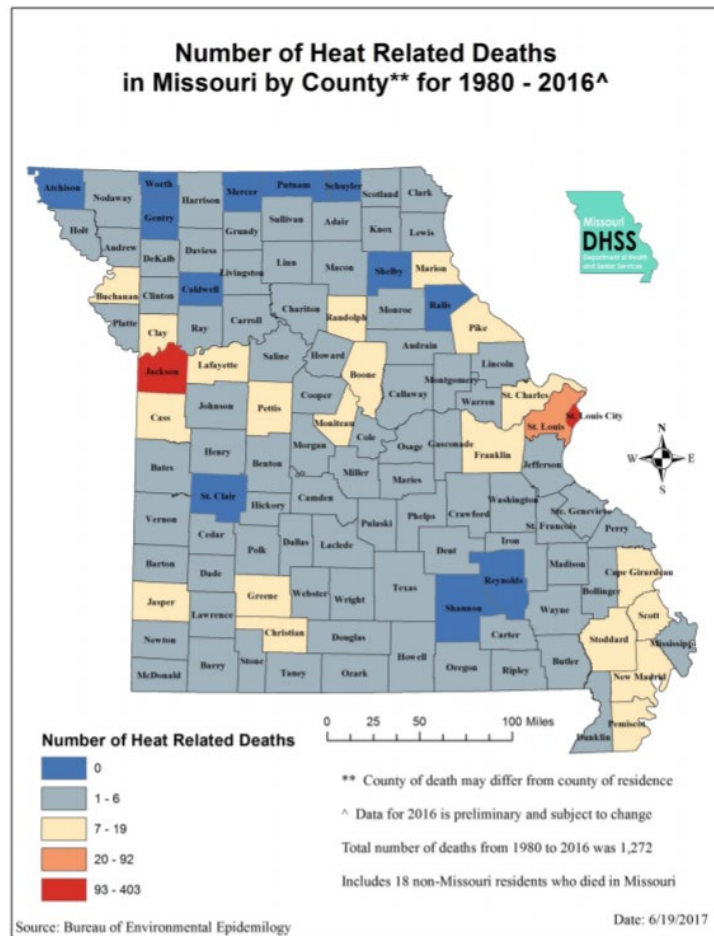 Number of Heat Related Deaths
in Missouri by County** for 1980 - 2016^
Atchison
Nodaway
Worth
Gentry
Harrison
Mercer
Putnam
Schuyler
Scotland
Clark
Holt
Andrew
DeKalb
Daviess
Grundy
Sullivan
Adair
Knox
Lewis
Buchanan
Clinton
Caldwell
Livingston
Linn
Macon
Shelby
Marion
Platte
Clay
Ray
Carroll
Chariton
Randolph
Monroe
Ralls
Pike
Jackson
Lafayette
Saline
Howard
Boone
Audrain
Callaway
Montgomery
Lincoln
Warren
St. Charles
St. Louis
St. Louis City
Cass
Johnson
Pettis
Cooper
Moniteau
Cole
Osage
Gasconade
Franklin
Jefferson
Bates
Henry
Benton
Morgan
Miller
Maries
St. Clair
Hickory
Camden
Pulaski
Phelps
Crawford
Washington
St. Francois
Ste. Genevieve
Perry
Vernon
Cedar
Polk
Dallas
Laclede
Dent
Iron
Madison
Cape Girardeau
Bollinger
Barton
Dade
Greene
Webster
Wright
Texas
Shannon
Reynolds
Wayne
Scott
Stoddard
Mississippi
Jasper
Lawrence
Christian
Douglas
Howell
Carter
Butler
New Madrid
Newton
McDonald
Barry
Stone
Taney
Ozark
Oregon
Ripley
Dunklin
Pemiscot
Missouri
DHSS
Department of Health
and Senior Services
N
W E
S
0 25 50 100 Miles
Number of Heat Related Deaths
0
1 - 6
7 - 19
20 - 92
93 - 403
** County of death may differ from county of residence
^ Data for 2016 is preliminary and subject to change
Total number of deaths from 1980 to 2016 was 1,272
Includes 18 non-Missouri residents who died in Missouri
Source: Bureau of Environmental Epidemilogy
Date: 6/19/2017